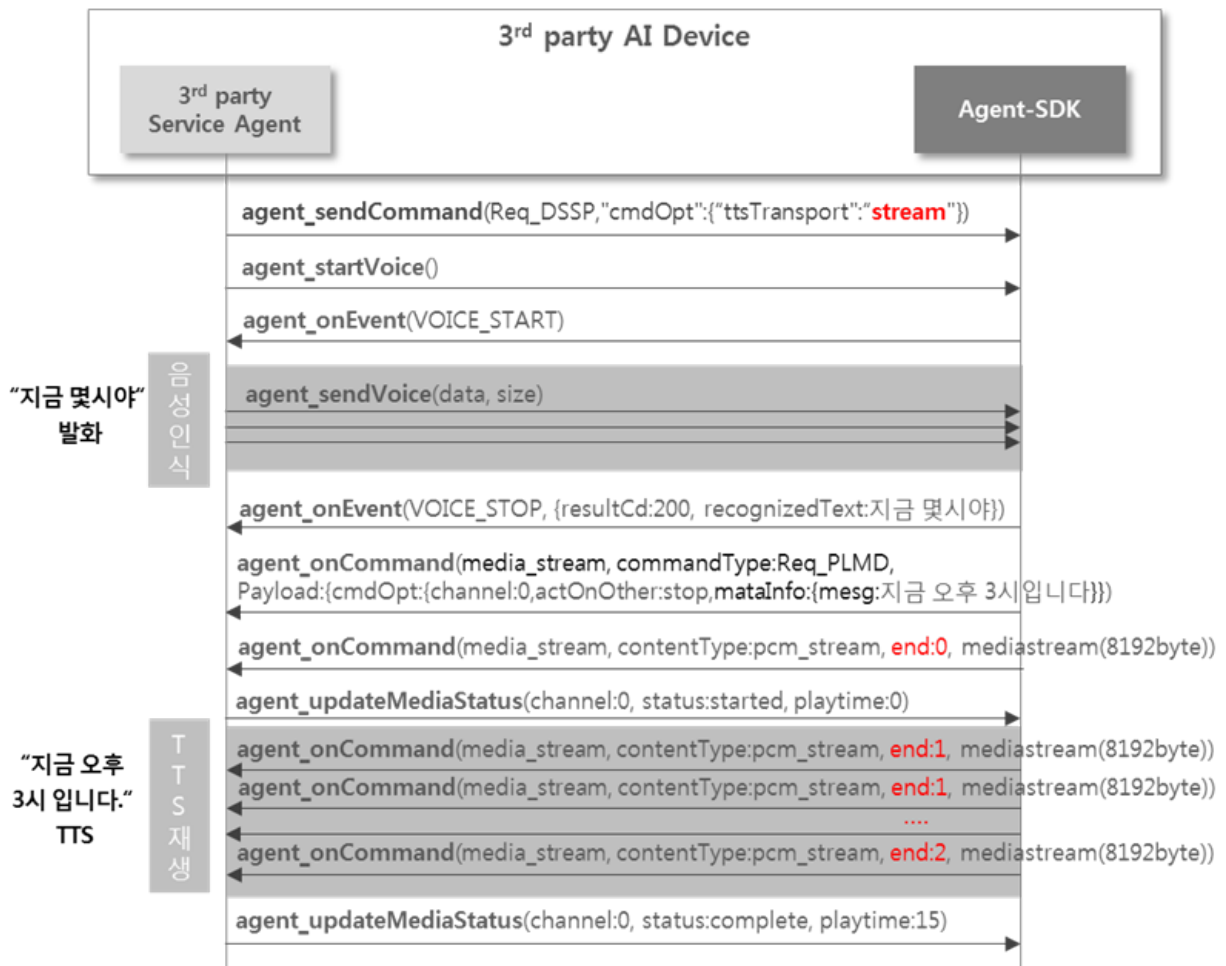 3rd party AI Device
3rd party
Service Agent
Agent-SDK
agent_sendCommand(Req_DSSP,"cmdOpt":{“ttsTransport":“stream"})
agent_startVoice()
agent_onEvent(VOICE_START)
“지금 몇시야“
발화
음성인식
agent_sendVoice(data, size)
agent_onEvent(VOICE_STOP, {resultCd:200, recognizedText:지금 몇시야})
agent_onCommand(media_stream, commandType:Req_PLMD,
Payload:{cmdOpt:{channel:0,actOnOther:stop,mataInfo:{mesg:지금 오후 3시입니다}})
agent_onCommand(media_stream, contentType:pcm_stream, end:0, mediastream(8192byte))
agent_updateMediaStatus(channel:0, status:started, playtime:0)
“지금 오후
3시 입니다.“
TTS
TTS재생
agent_onCommand(media_stream, contentType:pcm_stream, end:1, mediastream(8192byte))
agent_onCommand(media_stream, contentType:pcm_stream, end:1, mediastream(8192byte))
....
agent_onCommand(media_stream, contentType:pcm_stream, end:2, mediastream(8192byte))
agent_updateMediaStatus(channel:0, status:complete, playtime:15)